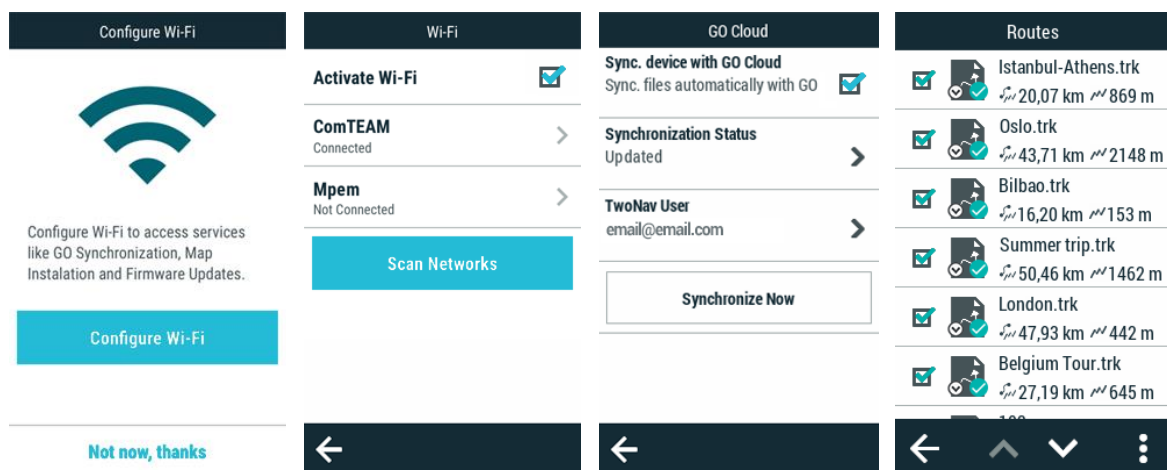 Configure Wi-Fi
Configure Wi-Fi to access services
like GO Synchronization, Map
Instalation and Firmware Updates.
Configure Wi-Fi
Not now, thanks
Wi-Fi
Activate Wi-Fi
ComTEAM
Connected
Mpem
Not Connected
Scan Networks
GO Cloud
Sync. device with GO Cloud
Sync. files automatically with GO
Synchronization Status
Updated
TwoNav User
email@email.com
Synchronize Now
Routes
Istanbul-Athens.trk
20,07 km 869 m
Oslo.trk
43,71 km 2148 m
Bilbao.trk
16,20 km 153 m
Summer trip.trk
50,46 km 1462 m
London.trk
47,93 km 442 m
Belgium Tour.trk
27,19 km 645 m